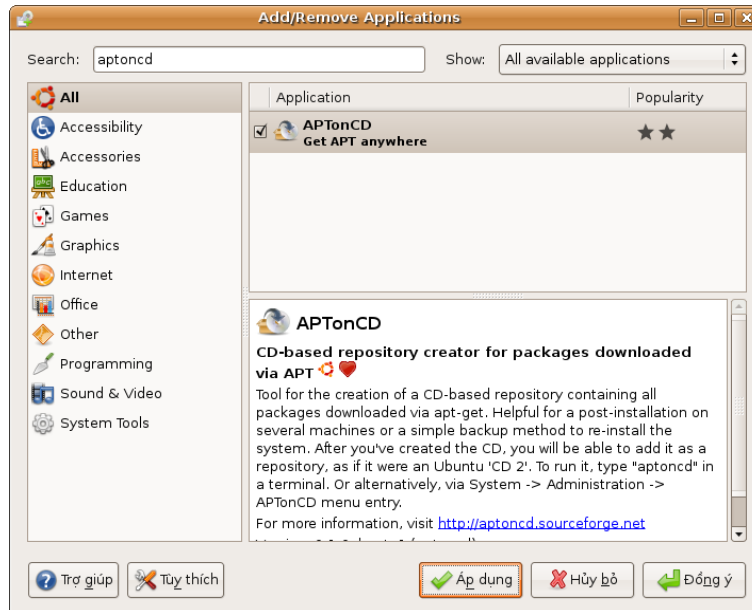 Add/Remove Applications
Search: aptoncd Show: All available applications
All
Accessibility
Accessories
Education
Games
Graphics
Internet
Office
Other
Programming
Sound & Video
System Tools
Application Popularity
APTonCD
Get APT anywhere
APTonCD
CD-based repository creator for packages downloaded
via APT
Tool for the creation of a CD-based repository containing all
packages downloaded via apt-get. Helpful for a post-installation on
several machines or a simple backup method to re-install the
system. After you've created the CD, you will be able to add it as a
repository, as if it were an Ubuntu 'CD 2'. To run it, type "aptoncd" in
a terminal. Or alternatively, via System -> Administration ->
APTonCD menu entry.
For more information, visit http://aptoncd.sourceforge.net
Trợ giúp Tùy thích Áp dụng Hủy bỏ Đồng ý